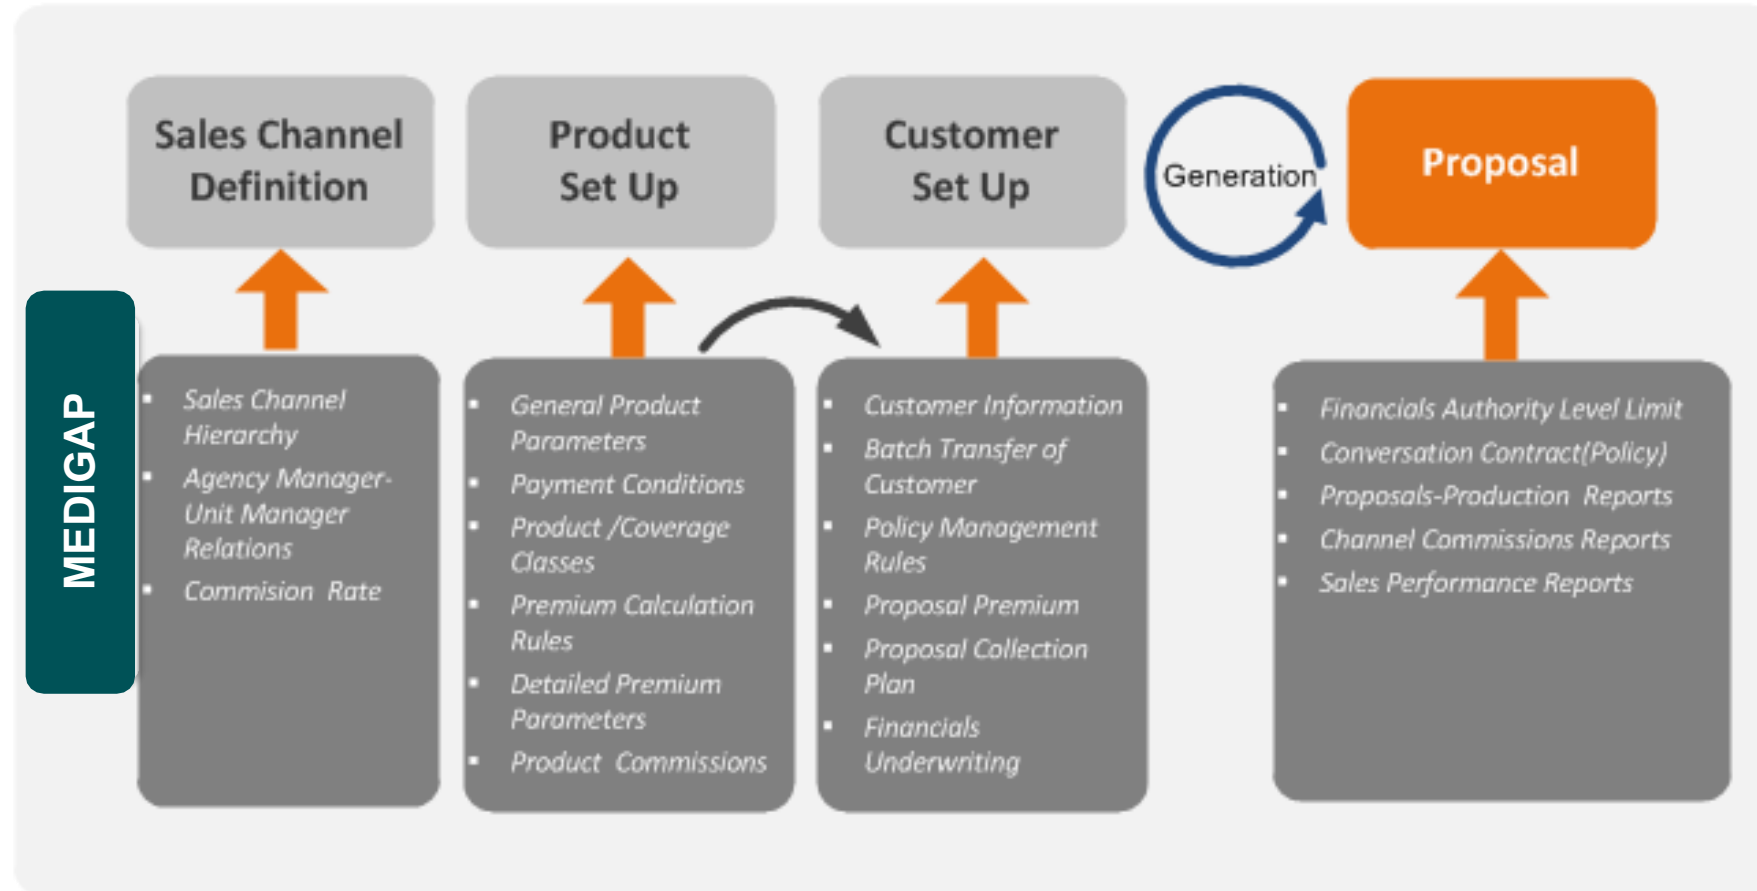 Sales Channel
Definition
Product
Set Up
Customer
Set Up
Generation
Proposal
MEDIGAP
▪ Sales Channel
Hierarchy
▪ Agency Manager-
Unit Manager
Relations
▪ Commision Rate
▪ General Product
Parameters
▪ Payment Conditions
▪ Product /Coverage
Classes
▪ Premium Calculation
Rules
▪ Detailed Premium
Parameters
▪ Product Commissions
▪ Customer Information
▪ Batch Transfer of
Customer
▪ Policy Management
Rules
▪ Proposal Premium
▪ Proposal Collection
Plan
▪ Financials
Underwriting
▪ Financials Authority Level Limit
▪ Conversation Contract(Policy)
▪ Proposals-Production Reports
▪ Channel Commissions Reports
▪ Sales Performance Reports